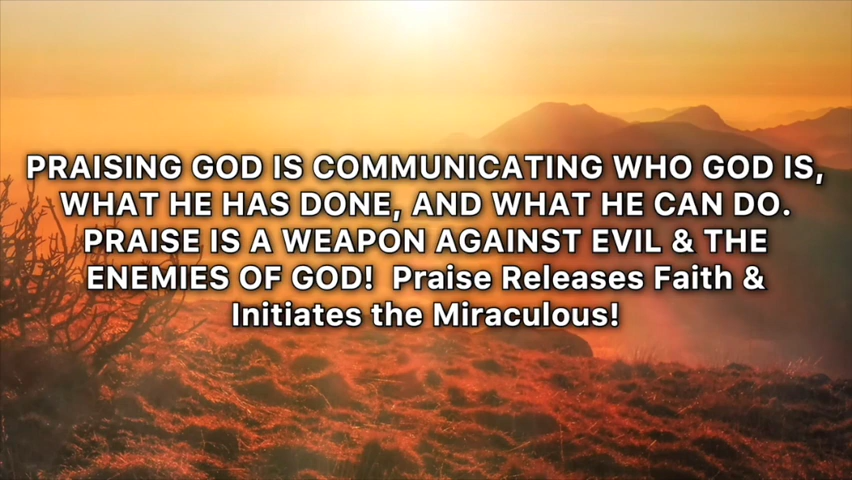 PRAISING GOD IS COMMUNICATING WHO GOD IS,
WHAT HE HAS DONE, AND WHAT HE CAN DO.
PRAISE IS A WEAPON AGAINST EVIL & THE
ENEMIES OF GOD!  Praise Releases Faith &
Initiates the Miraculous!